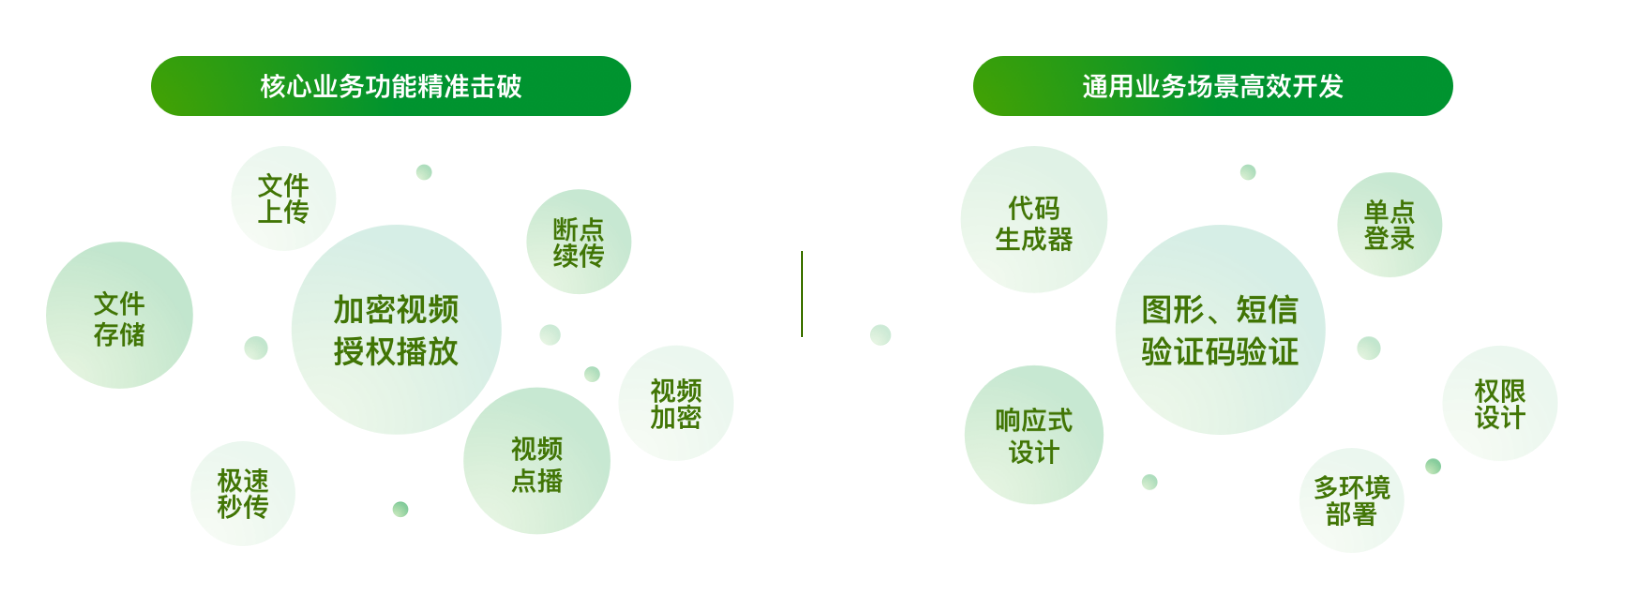 核心业务功能精准击破
文件
上传
断点
续传
文件
存储
加密视频
授权播放
视频
加密
视频
点播
极速
秒传
通用业务场景高效开发
代码
生成器
单点
登录
图形、短信
验证码验证
响应式
设计
权限
设计
多环境
部署